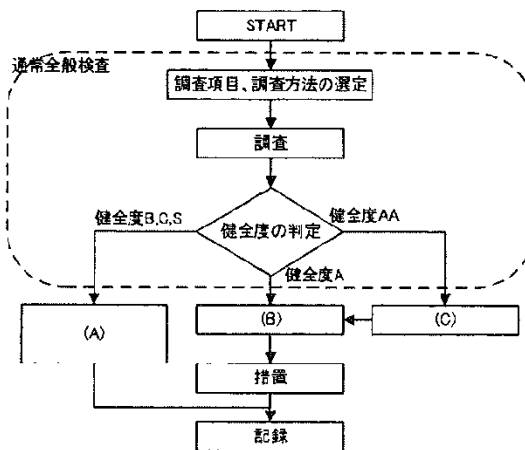 START
通常全般検査
調査項目、調査方法の選定
調査
健全度B,C,S
健全度の判定
健全度AA
健全度A
(A)
(B)
(C)
措置
記録